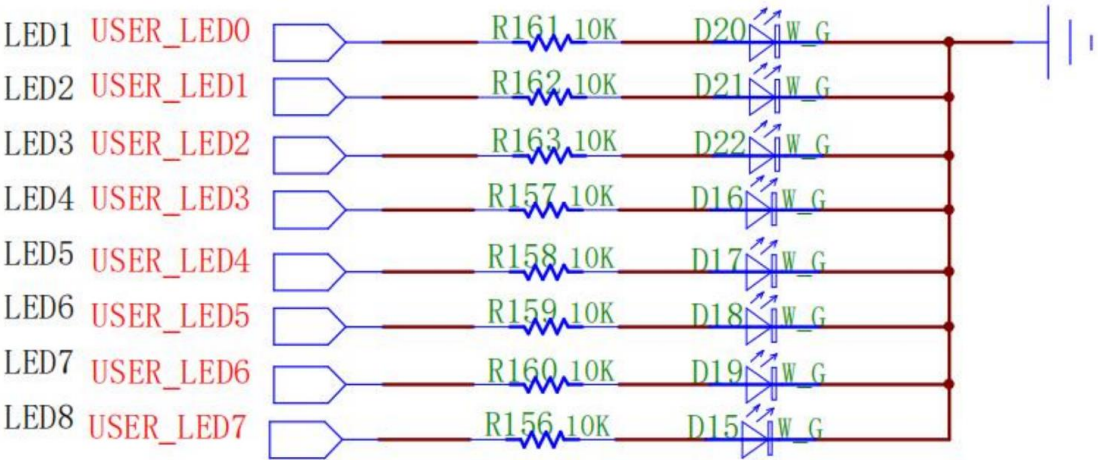 LED1 USER_LED0 R161 10K D20 W_G
LED2 USER_LED1 R162 10K D21 W_G
LED3 USER_LED2 R163 10K D22 W_G
LED4 USER_LED3 R157 10K D16 W_G
LED5 USER_LED4 R158 10K D17 W_G
LED6 USER_LED5 R159 10K D18 W_G
LED7 USER_LED6 R160 10K D19 W_G
LED8 USER_LED7 R156 10K D15 W_G